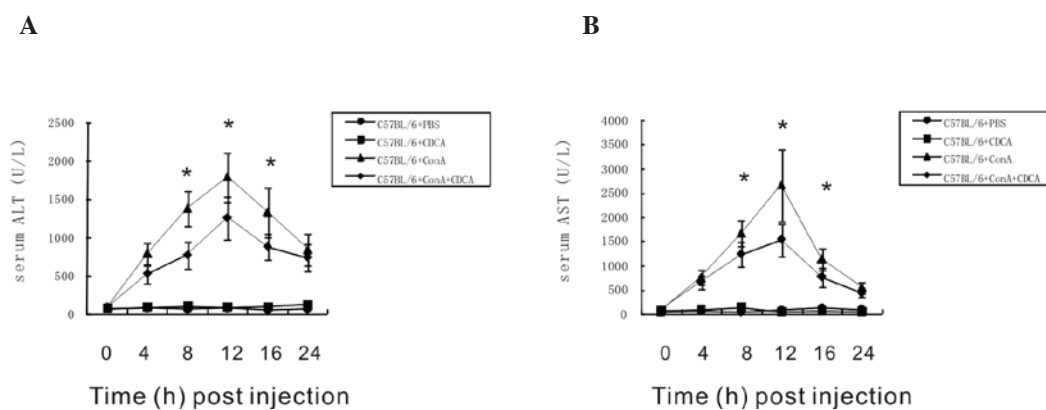 A
B
serum ALT (U/L)
2500
2000
1500
1000
500
0
* * *
C57BL/6+PBS
C57BL/6+CDCA
C57BL/6+ConA
C57BL/6+ConA+CDCA
0 4 8 12 16 24
Time (h) post injection
serum AST (U/L)
4000
3500
3000
2500
2000
1500
1000
500
0
* * *
C57BL/6+PBS
C57BL/6+CDCA
C57BL/6+ConA
C57BL/6+ConA+CDCA
0 4 8 12 16 24
Time (h) post injection